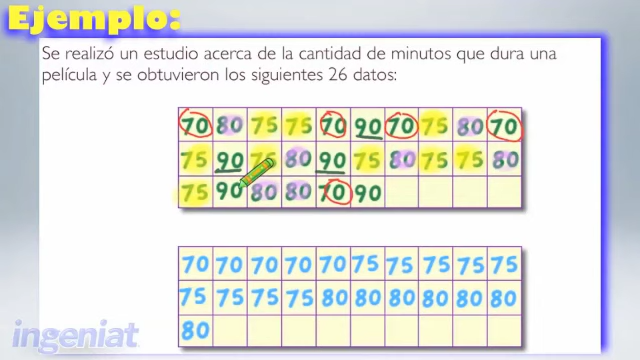 Ejemplo:
Se realizó un estudio acerca de la cantidad de minutos que dura una
película y se obtuvieron los siguientes 26 datos:
70 80 75 75 70 90 70 75 80 70
75 90 75 80 90 75 80 75 75 80
75 90 80 80 70 90
70 70 70 70 70 75 75 75 75 75
75 75 75 75 80 80 80 80 80 80
80
ingeniat